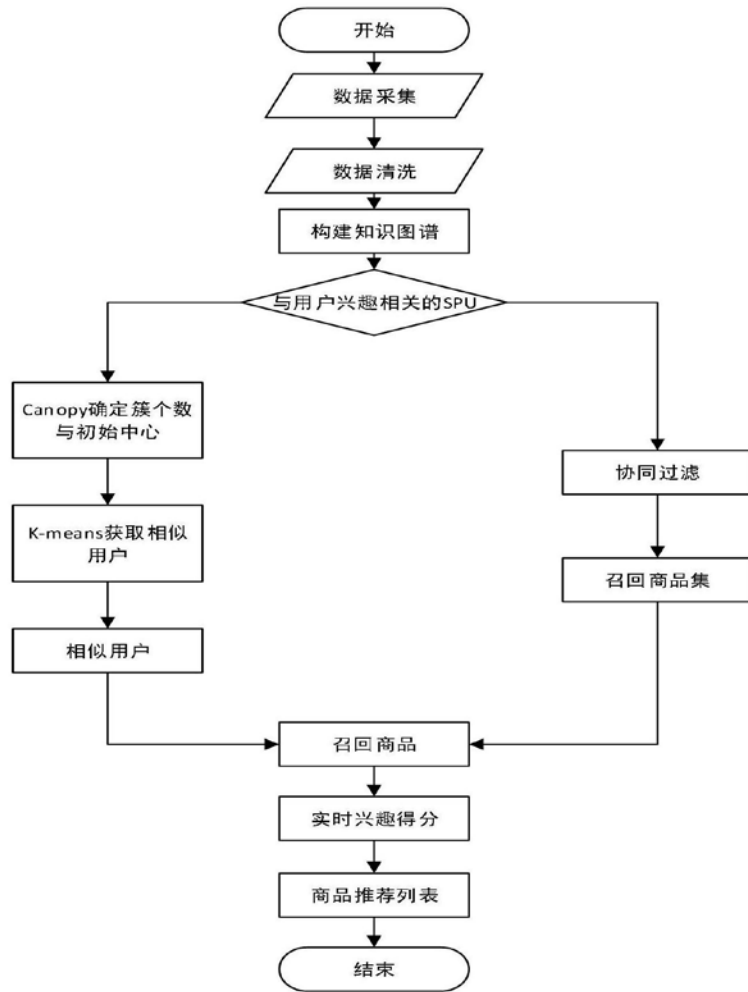 开始
数据采集
数据清洗
构建知识图谱
与用户兴趣相关的SPU
Canopy确定簇个数
与初始中心
K-means获取相似
用户
相似用户
协同过滤
召回商品集
召回商品
实时兴趣得分
商品推荐列表
结束